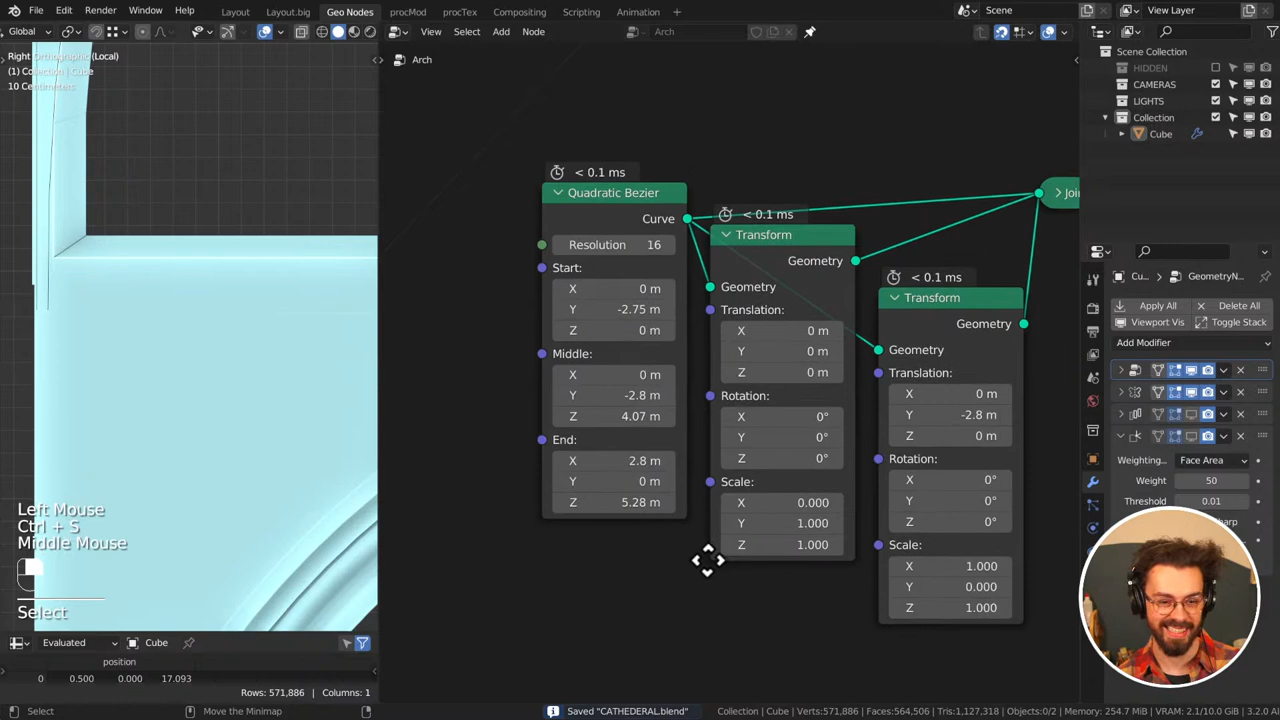 File Edit Render Window Help Layout Layout.big Geo Nodes procMod procTex Compositing Scripting Animation + Scene View Layer
Global View Select Add Node Arch
Right Orthographic (Local)
(1) Collection | Cube
10 Centimeters
Arch
Scene Collection
HIDDEN
CAMERAS
LIGHTS
Collection
Cube
< 0.1 ms
Quadratic Bezier
Curve
Resolution 16
Start:
X 0 m
Y -2.75 m
Z 0 m
Middle:
X 0 m
Y -2.8 m
Z 4.07 m
End:
X 2.8 m
Y 0 m
Z 5.28 m
< 0.1 ms
Transform
Geometry
Geometry
Translation:
X 0 m
Y 0 m
Z 0 m
Rotation:
X 0°
Y 0°
Z 0°
Scale:
X 0.000
Y 1.000
Z 1.000
< 0.1 ms
Transform
Geometry
Geometry
Translation:
X 0 m
Y -2.8 m
Z 0 m
Rotation:
X 0°
Y 0°
Z 0°
Scale:
X 1.000
Y 0.000
Z 1.000
Joi
Cu... GeometryN...
Apply All Delete All
Viewport Vis Toggle Stack
Add Modifier
Weighting... Face Area
Weight 50
Threshold 0.01
Left Mouse
Ctrl + S
Middle Mouse
Select
Evaluated Cube
position
0 0.500 0.000 17.093
Rows: 571,886 | Columns: 1
Select Move the Minimap Saved "CATHEDERAL.blend" Collection | Cube | Verts:571,886 | Faces:564,506 | Tris:1,127,318 | Objects:0/2 | Memory: 254.7 MiB | VRAM: 2.1/10.0 GiB | 3.2.0